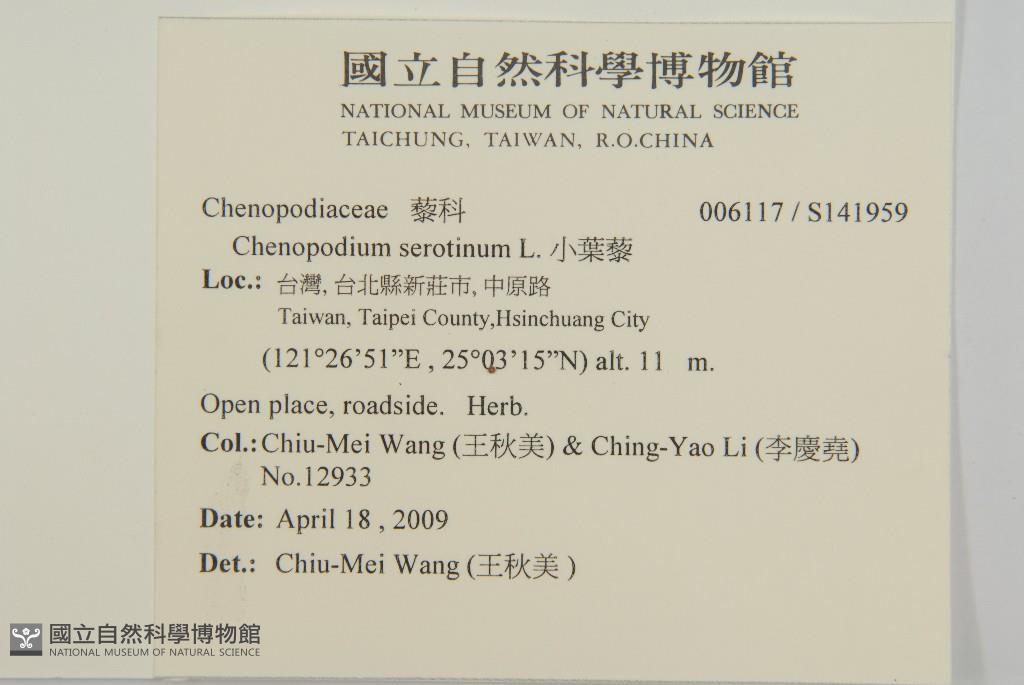 國立自然科學博物館
NATIONAL MUSEUM OF NATURAL SCIENCE
TAICHUNG, TAIWAN, R.O.CHINA
Chenopodiaceae 藜科 006117 / S141959
Chenopodium serotinum L. 小葉藜
Loc.: 台灣, 台北縣新莊市, 中原路
Taiwan, Taipei County,Hsinchuang City
(121°26’51”E , 25°03’15”N) alt. 11 m.
Open place, roadside. Herb.
Col.: Chiu-Mei Wang (王秋美) & Ching-Yao Li (李慶堯)
No.12933
Date: April 18 , 2009
Det.: Chiu-Mei Wang (王秋美 )
國立自然科學博物館
NATIONAL MUSEUM OF NATURAL SCIENCE